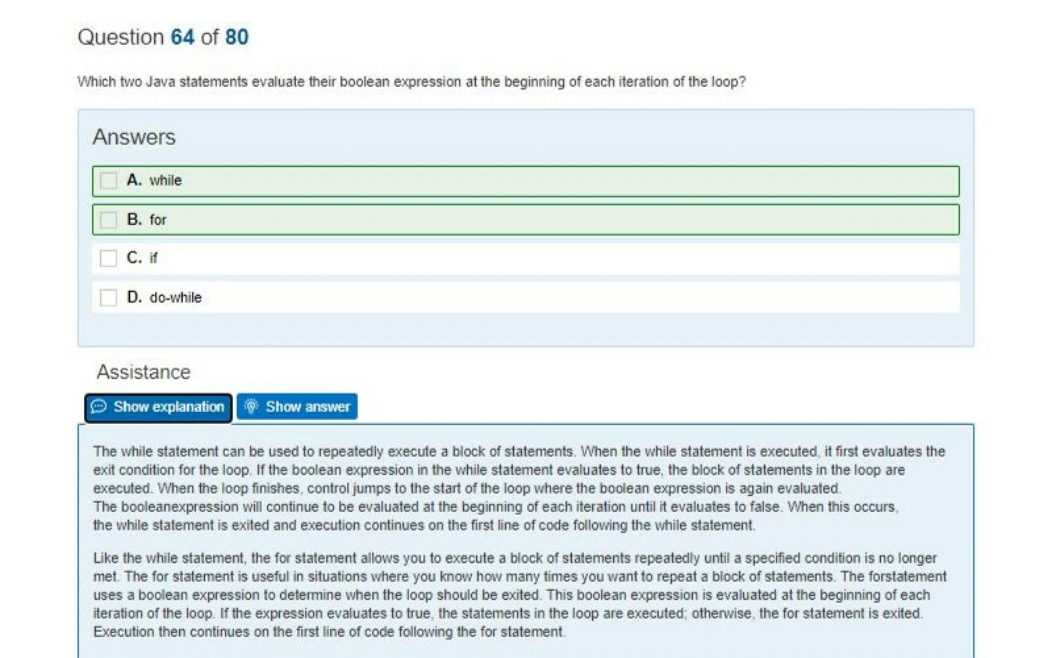 Question 64 of 80
Which two Java statements evaluate their boolean expression at the beginning of each iteration of the loop?
Answers
A. while
B. for
C. if
D. do-while
Assistance
Show explanation
Show answer
The while statement can be used to repeatedly execute a block of statements. When the while statement is executed, it first evaluates the
exit condition for the loop. If the boolean expression in the while statement evaluates to true, the block of statements in the loop are
executed. When the loop finishes, control jumps to the start of the loop where the boolean expression is again evaluated.
The booleanexpression will continue to be evaluated at the beginning of each iteration until it evaluates to false. When this occurs,
the while statement is exited and execution continues on the first line of code following the while statement.
Like the while statement, the for statement allows you to execute a block of statements repeatedly until a specified condition is no longer
met. The for statement is useful in situations where you know how many times you want to repeat a block of statements. The forstatement
uses a boolean expression to determine when the loop should be exited. This boolean expression is evaluated at the beginning of each
iteration of the loop. If the expression evaluates to true, the statements in the loop are executed; otherwise, the for statement is exited.
Execution then continues on the first line of code following the for statement.